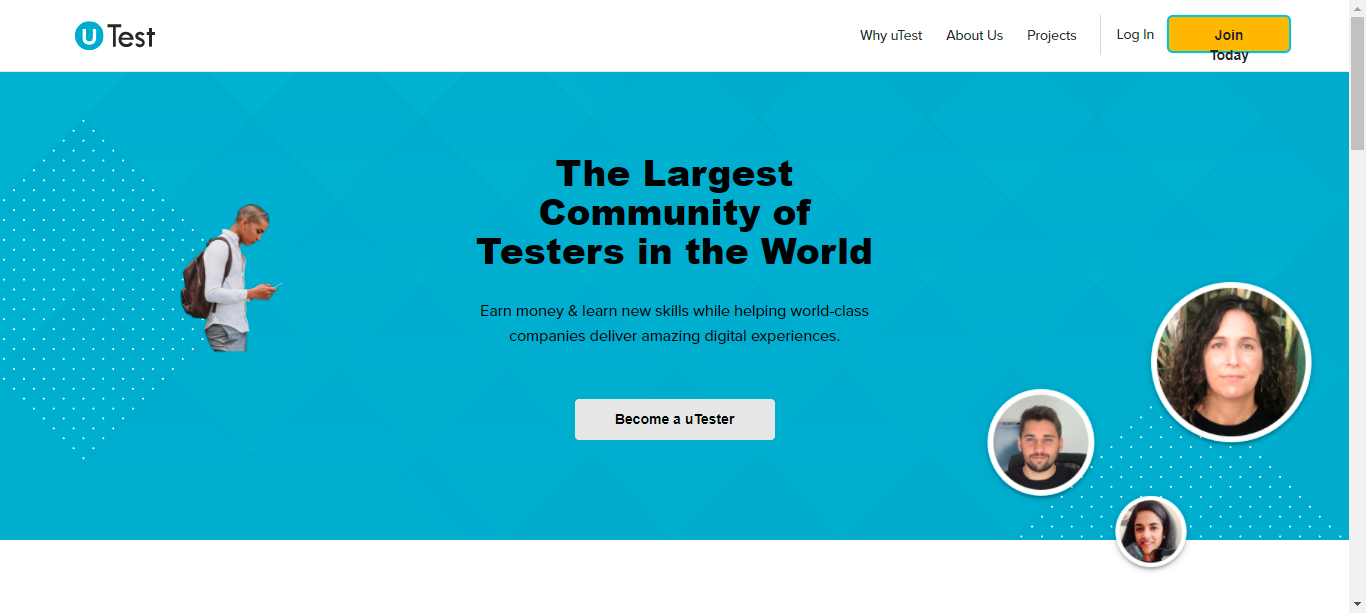 uTest
Why uTest
About Us
Projects
Log In
Join
Today
The Largest
Community of
Testers in the World
Earn money & learn new skills while helping world-class
companies deliver amazing digital experiences.
Become a uTester